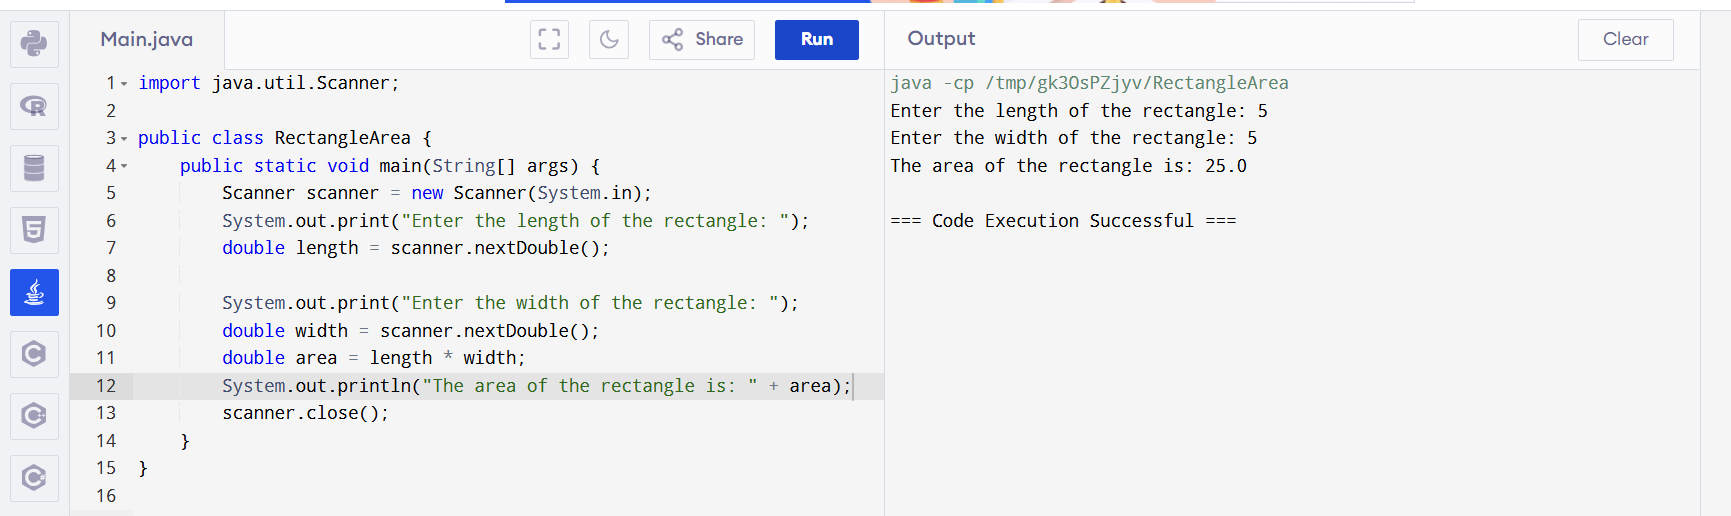 Main.java
Share
Run
Output
Clear
1 import java.util.Scanner;
2
3 public class RectangleArea {
4     public static void main(String[] args) {
5         Scanner scanner = new Scanner(System.in);
6         System.out.print("Enter the length of the rectangle: ");
7         double length = scanner.nextDouble();
8
9         System.out.print("Enter the width of the rectangle: ");
10         double width = scanner.nextDouble();
11         double area = length * width;
12         System.out.println("The area of the rectangle is: " + area);
13         scanner.close();
14     }
15 }
16
java -cp /tmp/gk3OsPZjyv/RectangleArea
Enter the length of the rectangle: 5
Enter the width of the rectangle: 5
The area of the rectangle is: 25.0
=== Code Execution Successful ===